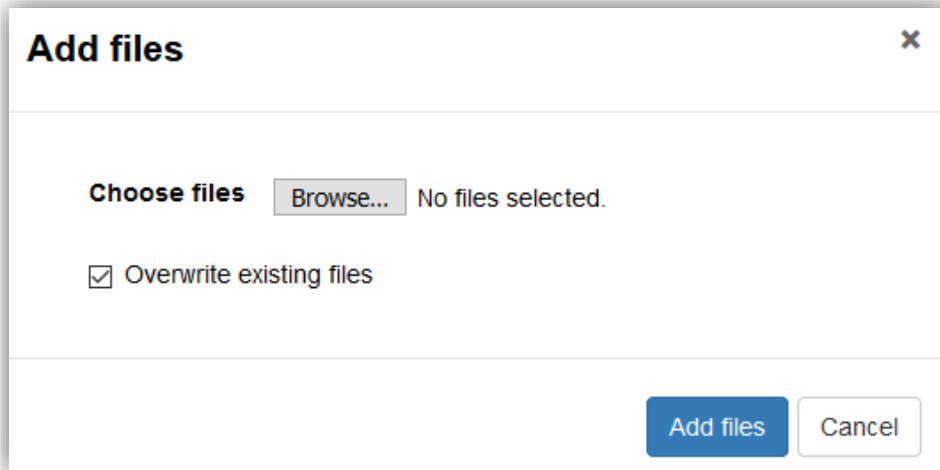 Add files
Choose files Browse... No files selected.
Overwrite existing files
Add files Cancel